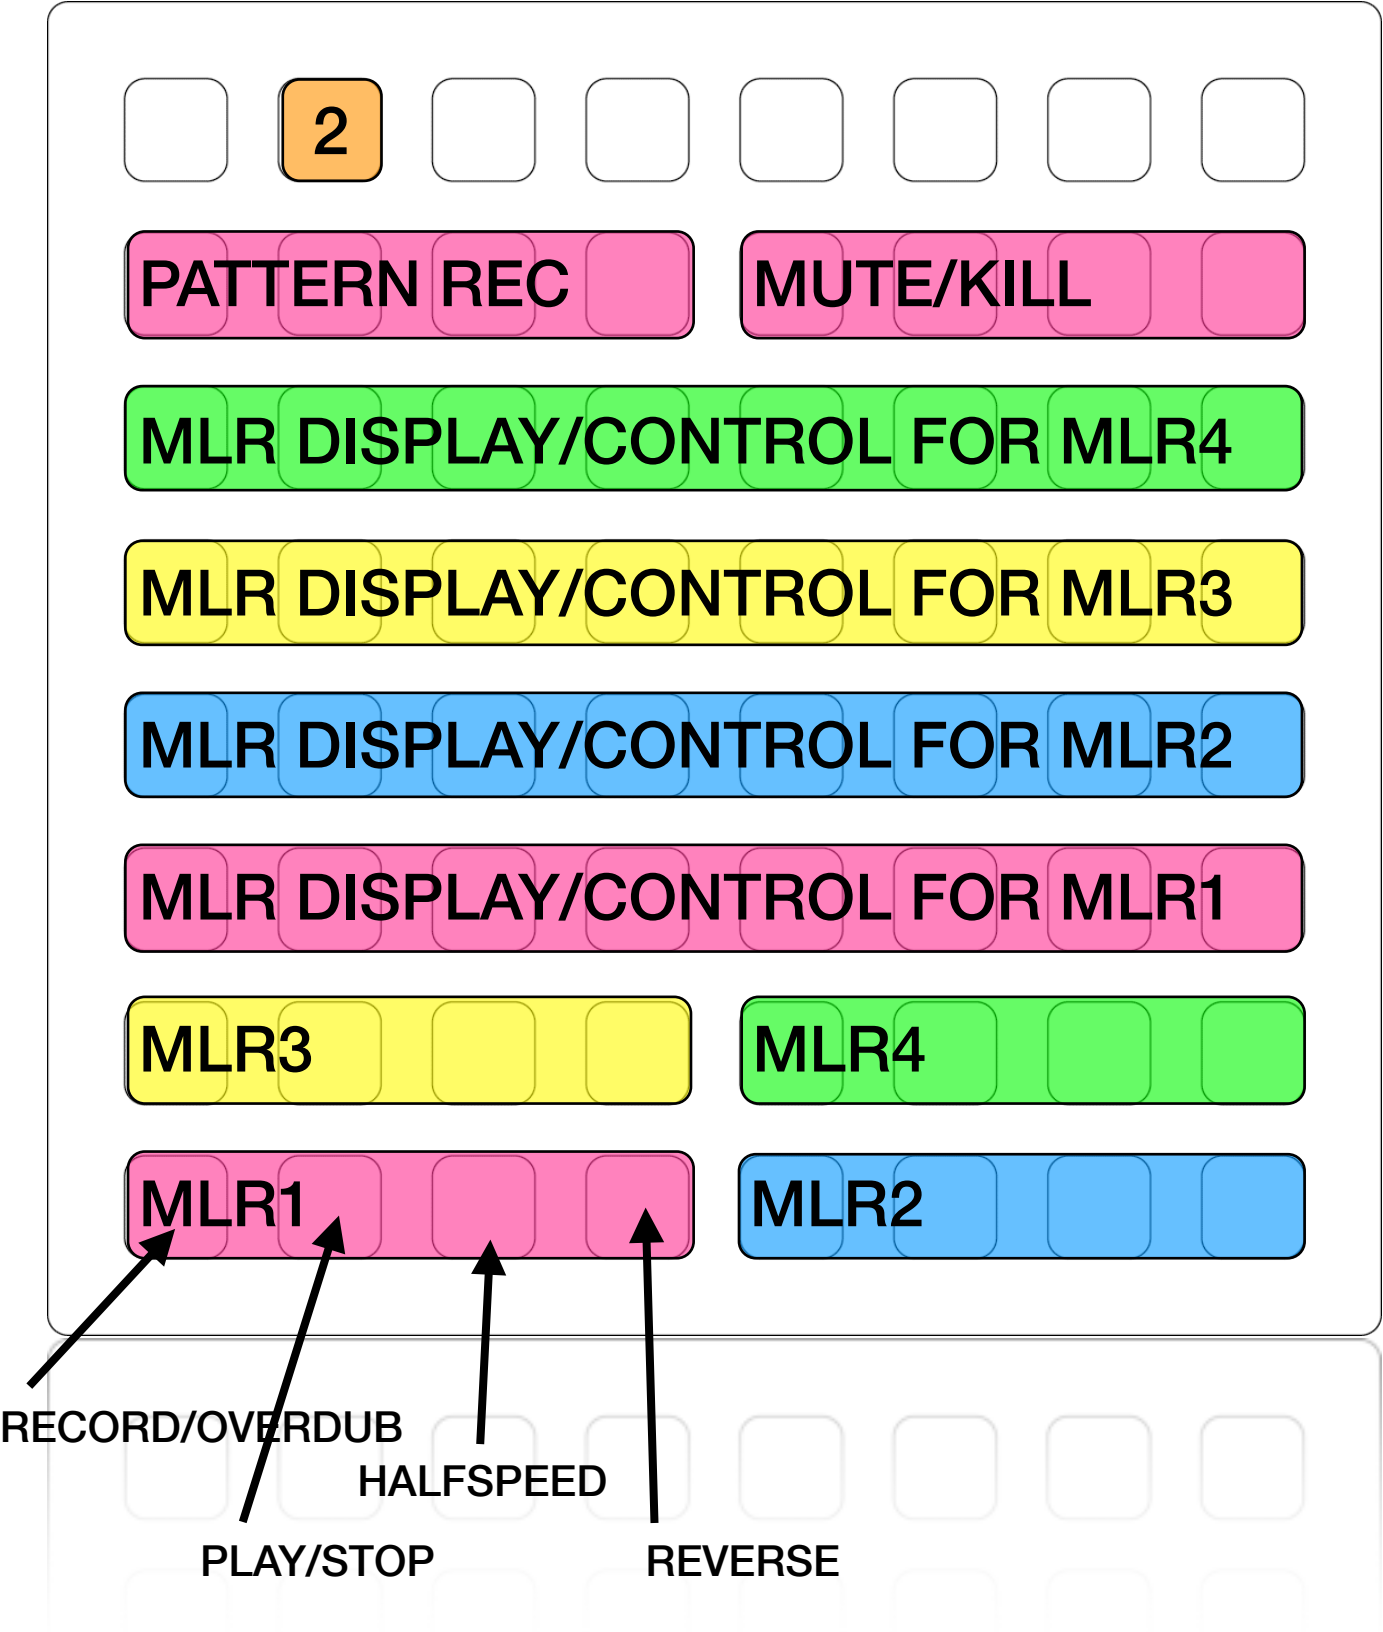 2
PATTERN REC
MUTE/KILL
MLR DISPLAY/CONTROL FOR MLR4
MLR DISPLAY/CONTROL FOR MLR3
MLR DISPLAY/CONTROL FOR MLR2
MLR DISPLAY/CONTROL FOR MLR1
MLR3
MLR4
MLR1
MLR2
RECORD/OVERDUB
HALFSPEED
PLAY/STOP
REVERSE